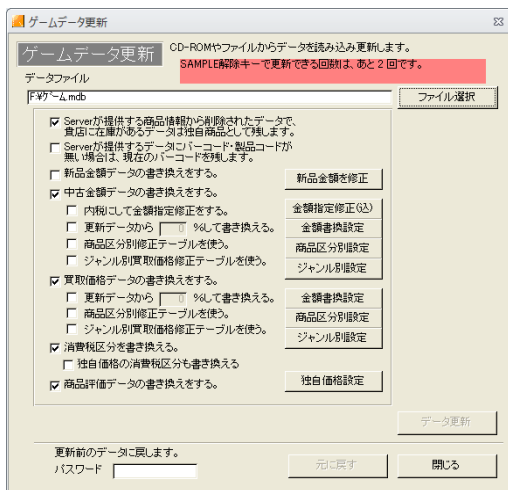 ゲームデータ更新
ゲームデータ更新
CD-ROMやファイルからデータを読み込み更新します。
SAMPLE解除キーで更新できる回数は、あと2回です。
データファイル
F:¥ゲーム.mdb
ファイル選択
Serverが提供する商品情報から削除されたデータで、
貴店に在庫があるデータは独自商品として残します。
Serverが提供するデータにバーコード・製品コードが
無い場合は、現在のバーコードを残します。
新品金額データの書き換えをする。
新品金額を修正
中古金額データの書き換えをする。
内税にして金額指定修正をする。
金額指定修正(込)
更新データから 0 %して書き換える。
金額書換設定
商品区分別修正テーブルを使う。
商品区分別設定
ジャンル別買取価格修正テーブルを使う。
ジャンル別設定
買取価格データの書き換えをする。
更新データから 0 %して書き換える。
金額書換設定
商品区分別修正テーブルを使う。
商品区分別設定
ジャンル別買取価格修正テーブルを使う。
ジャンル別設定
消費税区分を書き換える。
独自価格の消費税区分も書き換える
商品評価データの書き換えをする。
独自価格設定
データ更新
更新前のデータに戻します。
パスワード
元に戻す
閉じる